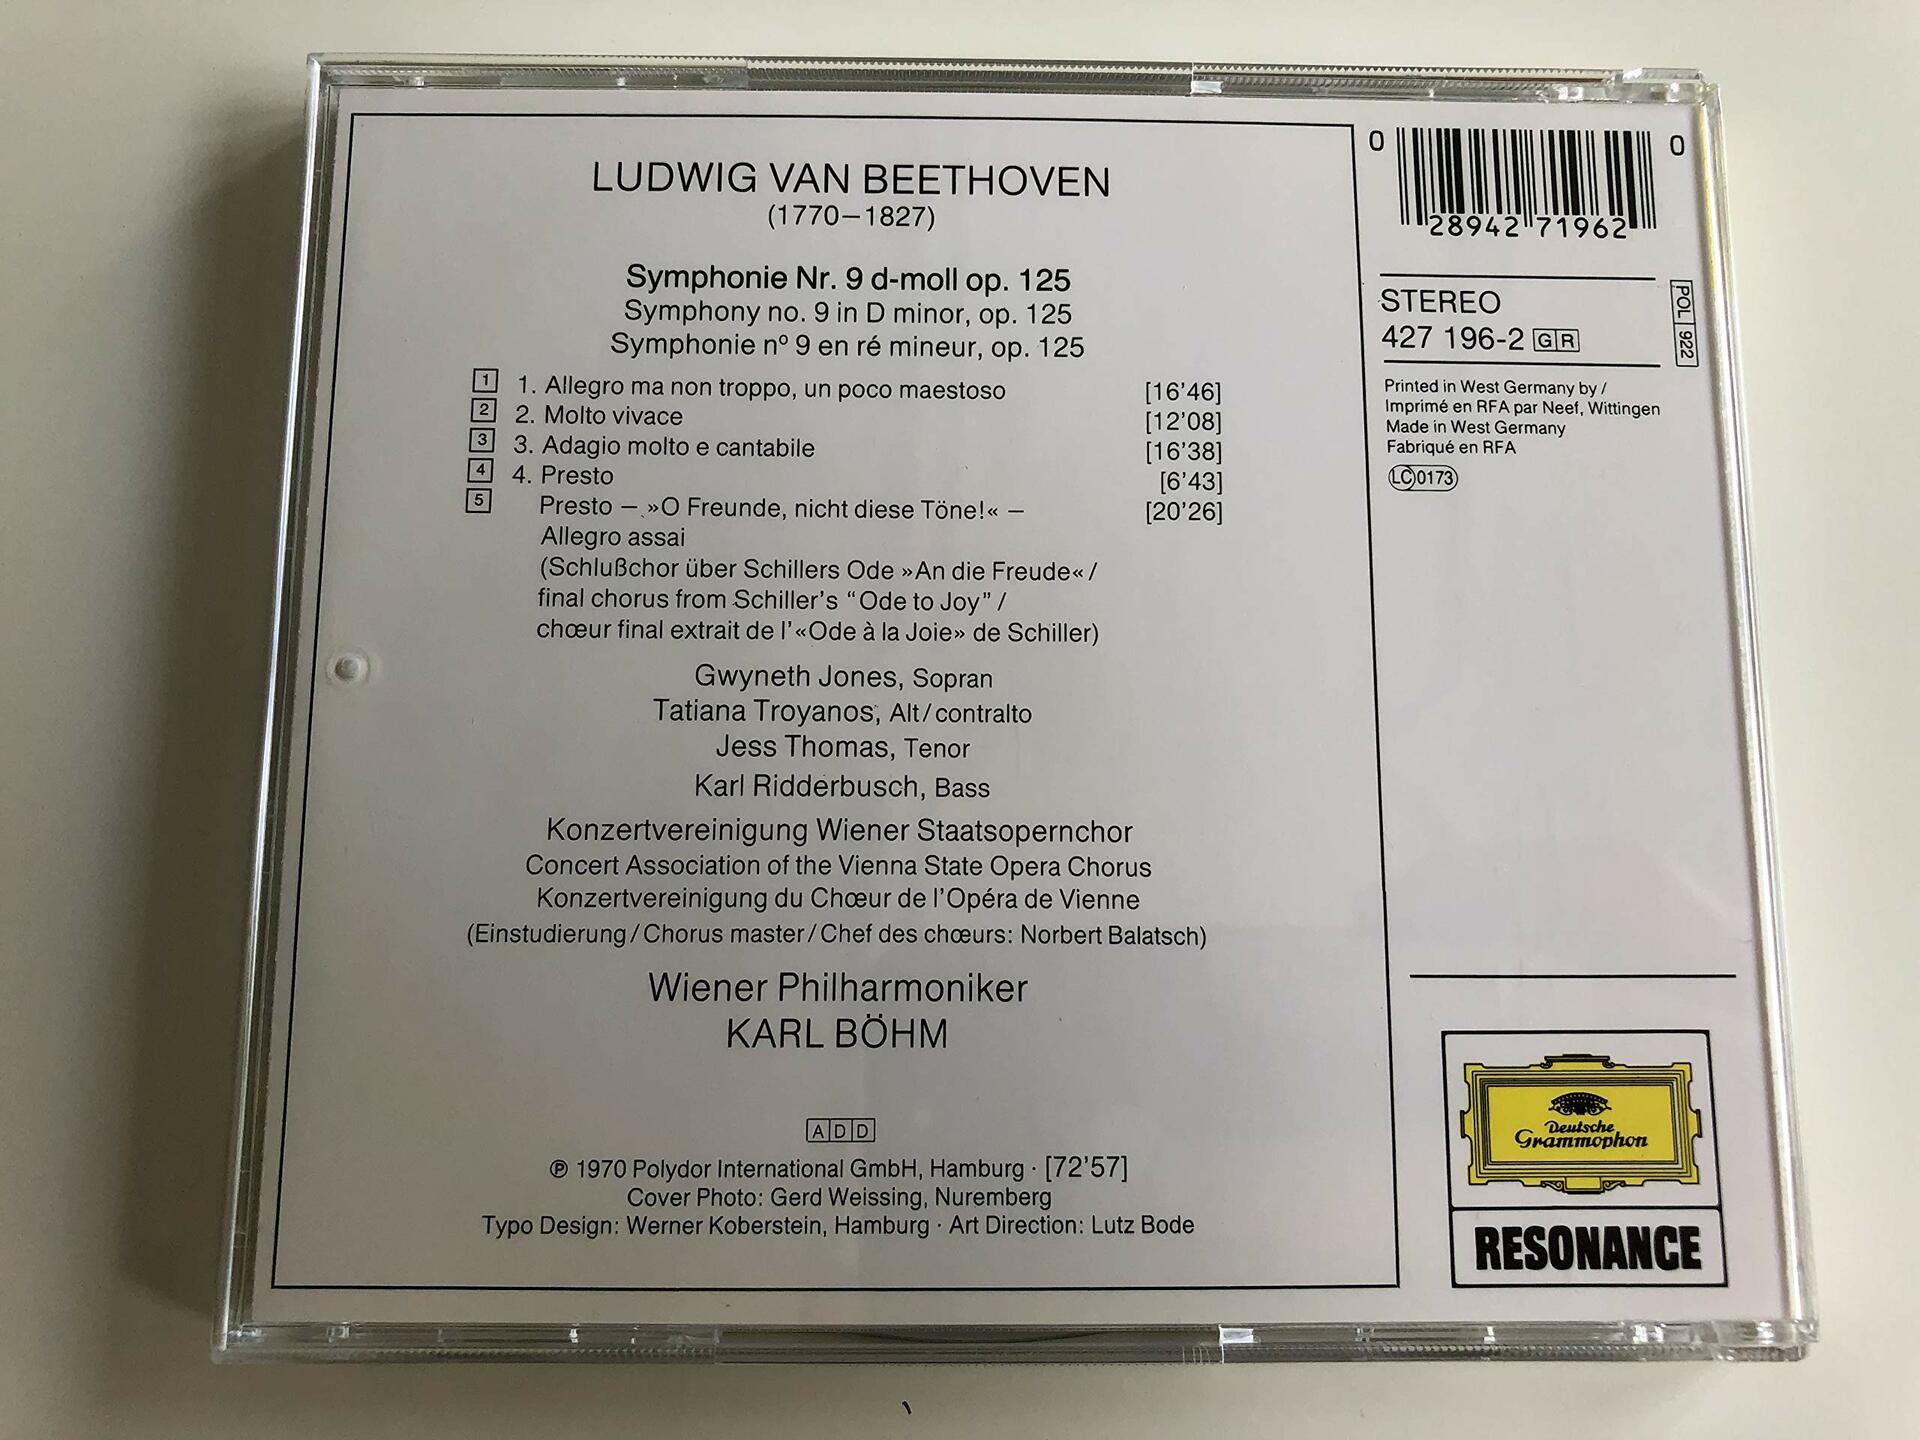 LUDWIG VAN BEETHOVEN
(1770–1827)
Symphonie Nr. 9 d-moll op. 125
Symphony no. 9 in D minor, op. 125
Symphonie nº 9 en ré mineur, op. 125
1 1. Allegro ma non troppo, un poco maestoso [16'46]
2 2. Molto vivace [12'08]
3 3. Adagio molto e cantabile [16'38]
4 4. Presto [6'43]
5 Presto – »O Freunde, nicht diese Töne!« – [20'26]
Allegro assai
(Schlußchor über Schillers Ode »An die Freude« /
final chorus from Schiller's “Ode to Joy” /
chœur final extrait de l'«Ode à la Joie» de Schiller)
Gwyneth Jones, Sopran
Tatiana Troyanos, Alt / contralto
Jess Thomas, Tenor
Karl Ridderbusch, Bass
Konzertvereinigung Wiener Staatsopernchor
Concert Association of the Vienna State Opera Chorus
Konzertvereinigung du Chœur de l'Opéra de Vienne
(Einstudierung / Chorus master / Chef des chœurs: Norbert Balatsch)
Wiener Philharmoniker
KARL BÖHM
ADD
℗ 1970 Polydor International GmbH, Hamburg · [72'57]
Cover Photo: Gerd Weissing, Nuremberg
Typo Design: Werner Koberstein, Hamburg · Art Direction: Lutz Bode
0 28942 71962 0
STEREO
427 196-2 GR
POL 922
Printed in West Germany by /
Imprimé en RFA par Neef, Wittingen
Made in West Germany
Fabriqué en RFA
LC 0173
Deutsche
Grammophon
RESONANCE